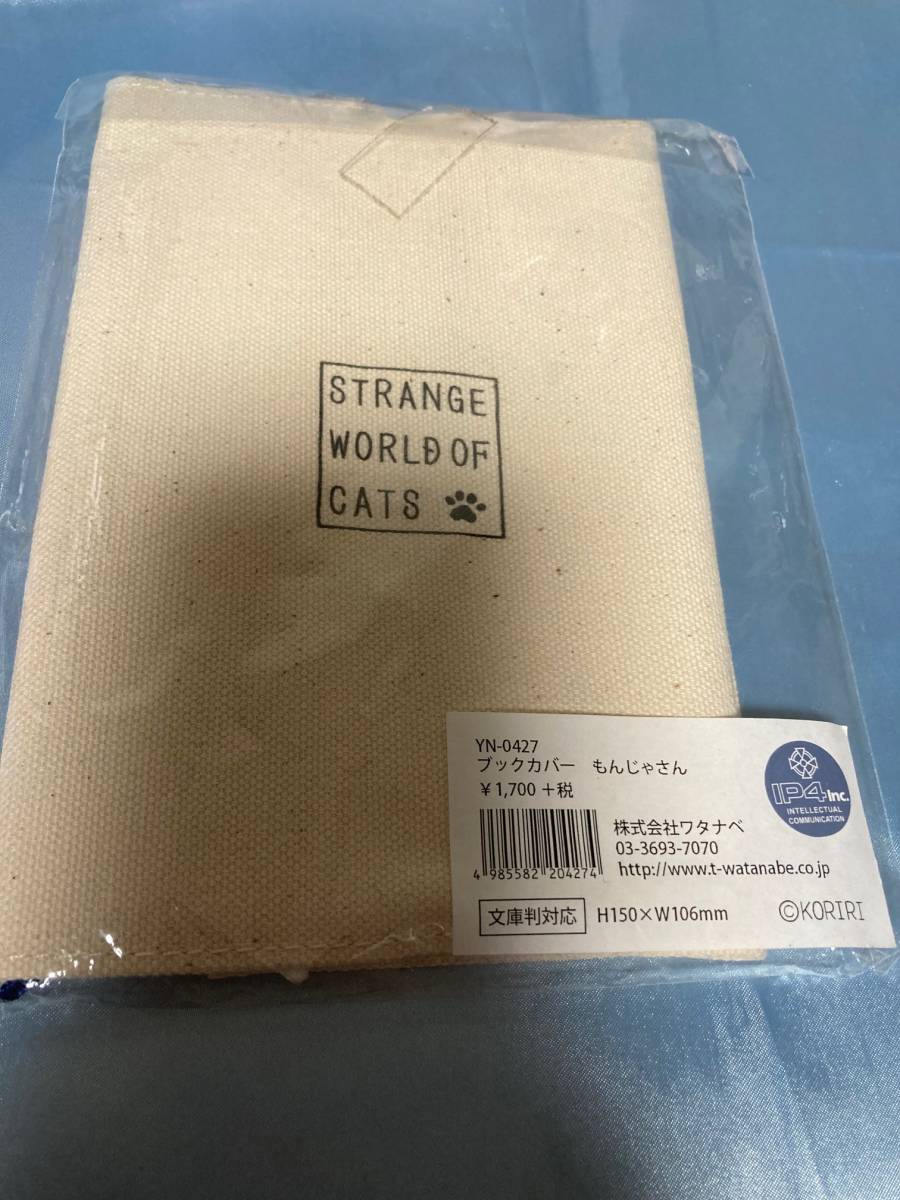 STRANGE
WORLD OF
CATS
YN-0427
ブックカバー　もんじゃさん
￥1,700 +税
4 985582 204274
株式会社ワタナベ
03-3693-7070
http://www.t-watanabe.co.jp
文庫判対応 H150×W106mm
©KORIRI
IP4 Inc.
INTELLECTUAL
COMMUNICATION